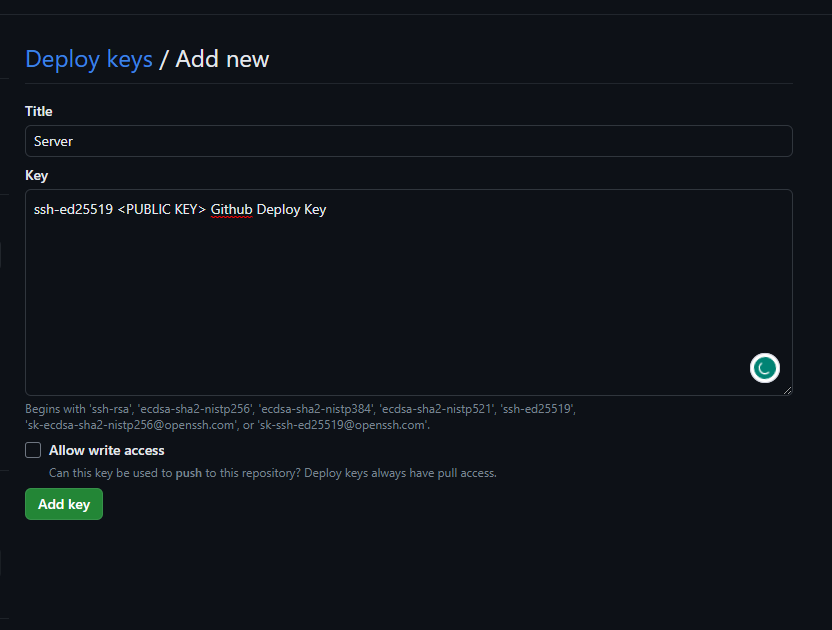 Deploy keys / Add new
Title
Server
Key
ssh-ed25519 <PUBLIC KEY> Github Deploy Key
Begins with 'ssh-rsa', 'ecdsa-sha2-nistp256', 'ecdsa-sha2-nistp384', 'ecdsa-sha2-nistp521', 'ssh-ed25519',
'sk-ecdsa-sha2-nistp256@openssh.com', or 'sk-ssh-ed25519@openssh.com'.
Allow write access
Can this key be used to push to this repository? Deploy keys always have pull access.
Add key